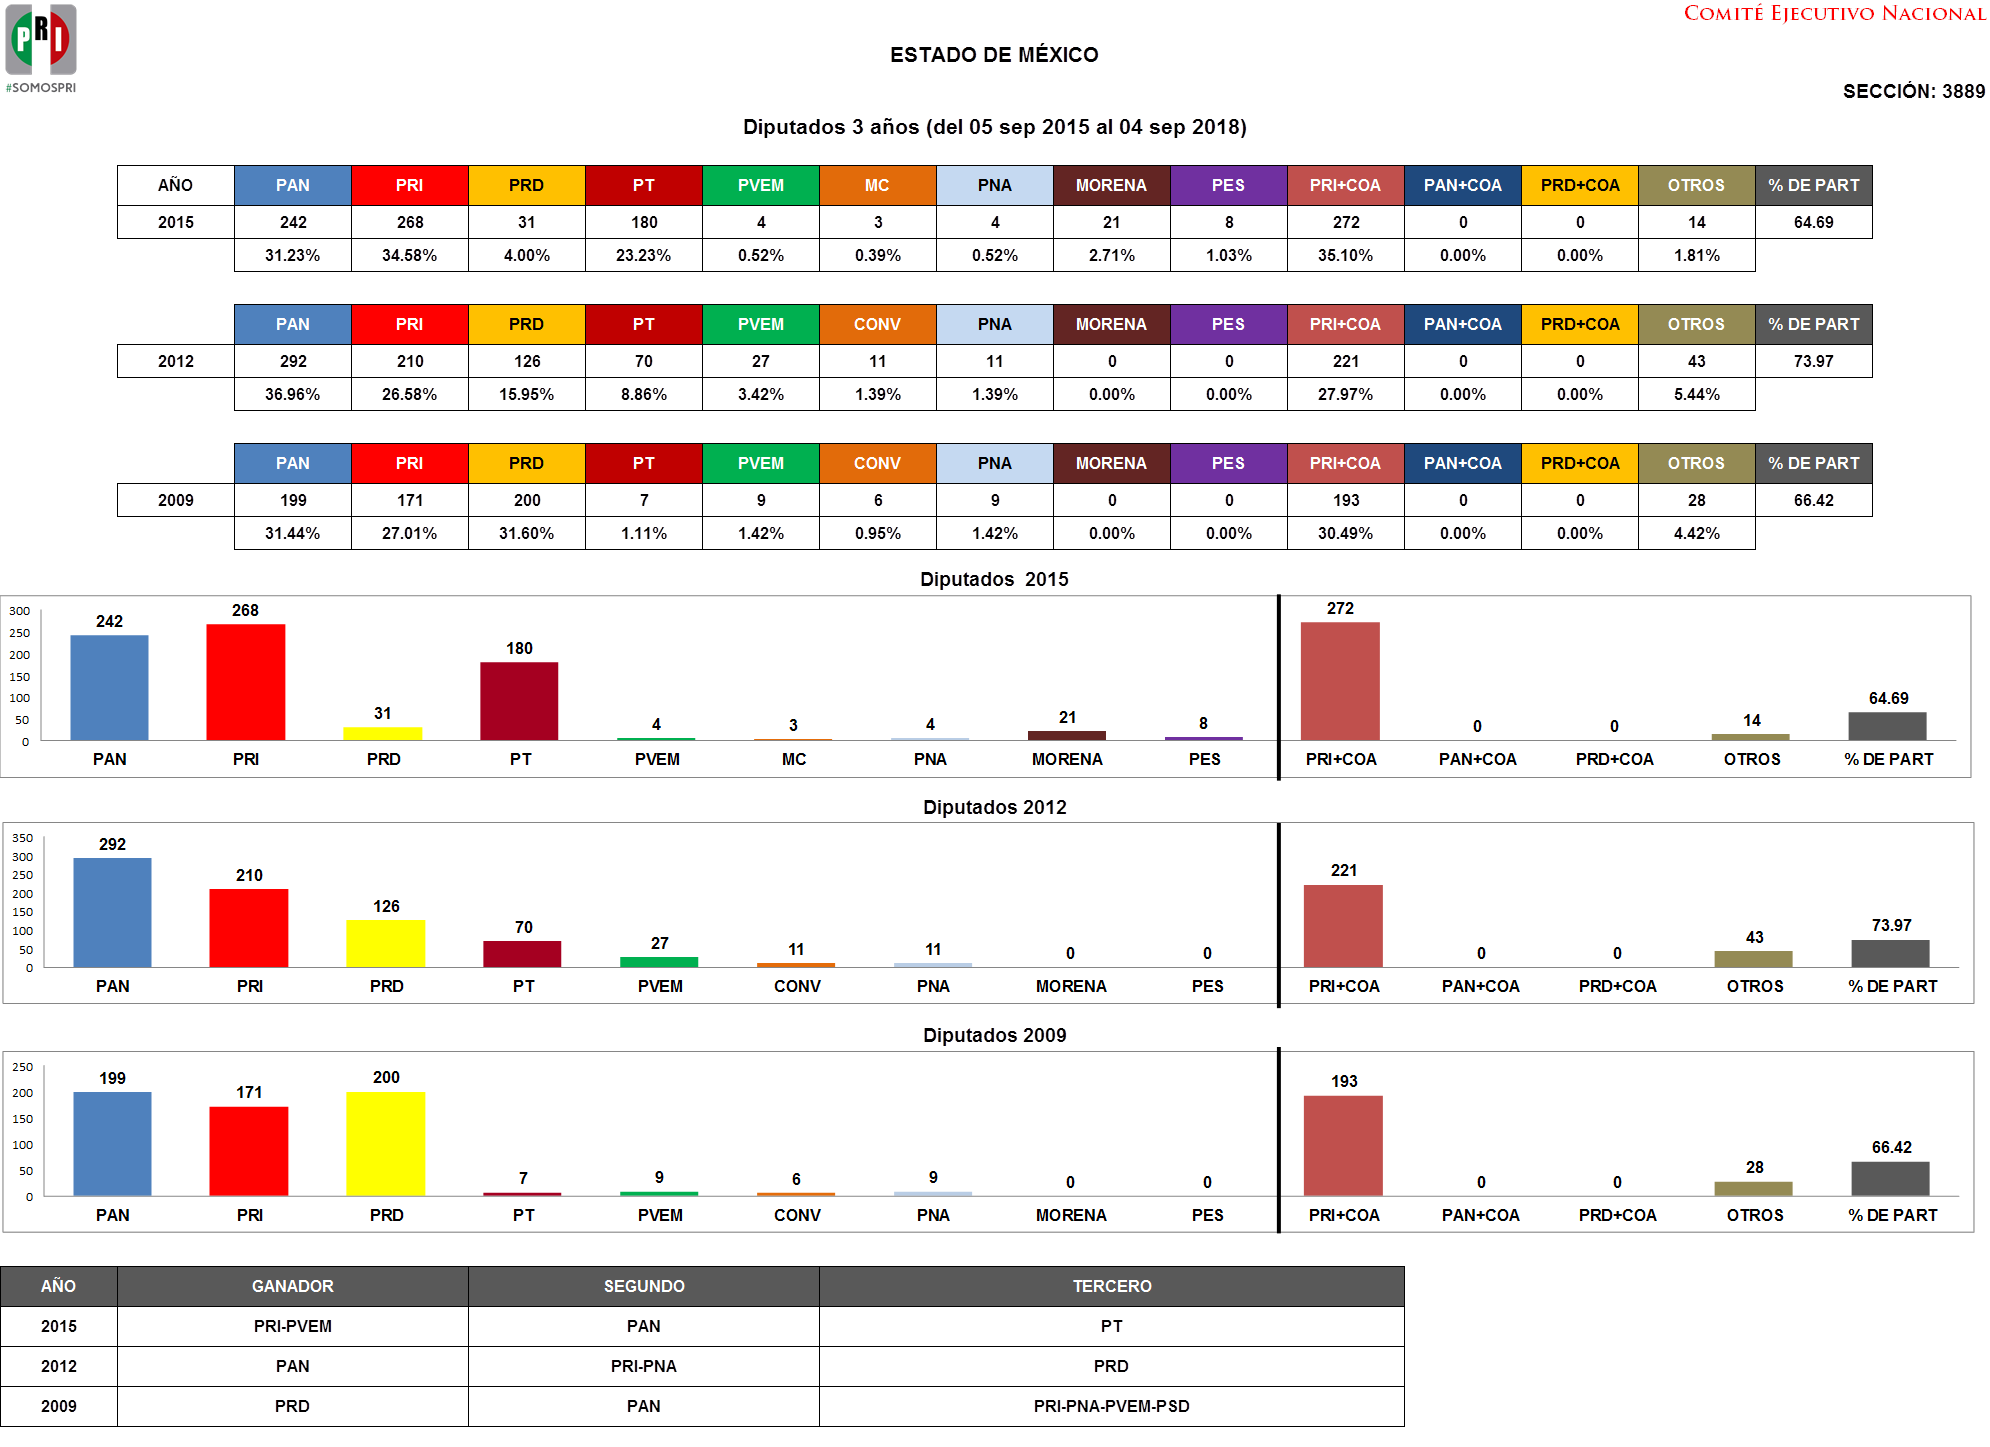 PRI
#SOMOSPRI
COMITÉ EJECUTIVO NACIONAL
ESTADO DE MÉXICO
SECCIÓN: 3889
Diputados 3 años (del 05 sep 2015 al 04 sep 2018)
AÑO PAN PRI PRD PT PVEM MC PNA MORENA PES PRI+COA PAN+COA PRD+COA OTROS % DE PART
2015 242 268 31 180 4 3 4 21 8 272 0 0 14 64.69
31.23% 34.58% 4.00% 23.23% 0.52% 0.39% 0.52% 2.71% 1.03% 35.10% 0.00% 0.00% 1.81%
PAN PRI PRD PT PVEM CONV PNA MORENA PES PRI+COA PAN+COA PRD+COA OTROS % DE PART
2012 292 210 126 70 27 11 11 0 0 221 0 0 43 73.97
36.96% 26.58% 15.95% 8.86% 3.42% 1.39% 1.39% 0.00% 0.00% 27.97% 0.00% 0.00% 5.44%
PAN PRI PRD PT PVEM CONV PNA MORENA PES PRI+COA PAN+COA PRD+COA OTROS % DE PART
2009 199 171 200 7 9 6 9 0 0 193 0 0 28 66.42
31.44% 27.01% 31.60% 1.11% 1.42% 0.95% 1.42% 0.00% 0.00% 30.49% 0.00% 0.00% 4.42%
Diputados 2015
300
250
200
150
100
50
0
242 268 31 180 4 3 4 21 8 272 0 0 14 64.69
PAN PRI PRD PT PVEM MC PNA MORENA PES PRI+COA PAN+COA PRD+COA OTROS % DE PART
Diputados 2012
350
300
250
200
150
100
50
0
292 210 126 70 27 11 11 0 0 221 0 0 43 73.97
PAN PRI PRD PT PVEM CONV PNA MORENA PES PRI+COA PAN+COA PRD+COA OTROS % DE PART
Diputados 2009
250
200
150
100
50
0
199 171 200 7 9 6 9 0 0 193 0 0 28 66.42
PAN PRI PRD PT PVEM CONV PNA MORENA PES PRI+COA PAN+COA PRD+COA OTROS % DE PART
AÑO GANADOR SEGUNDO TERCERO
2015 PRI-PVEM PAN PT
2012 PAN PRI-PNA PRD
2009 PRD PAN PRI-PNA-PVEM-PSD